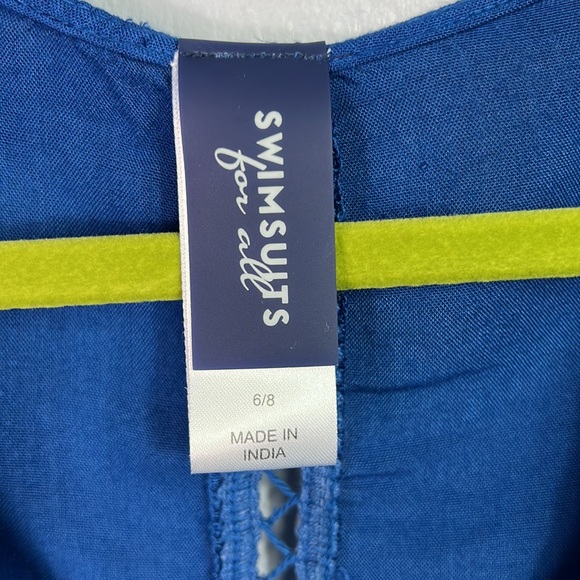 SWIMSUITS
for all
6/8
MADE IN
INDIA